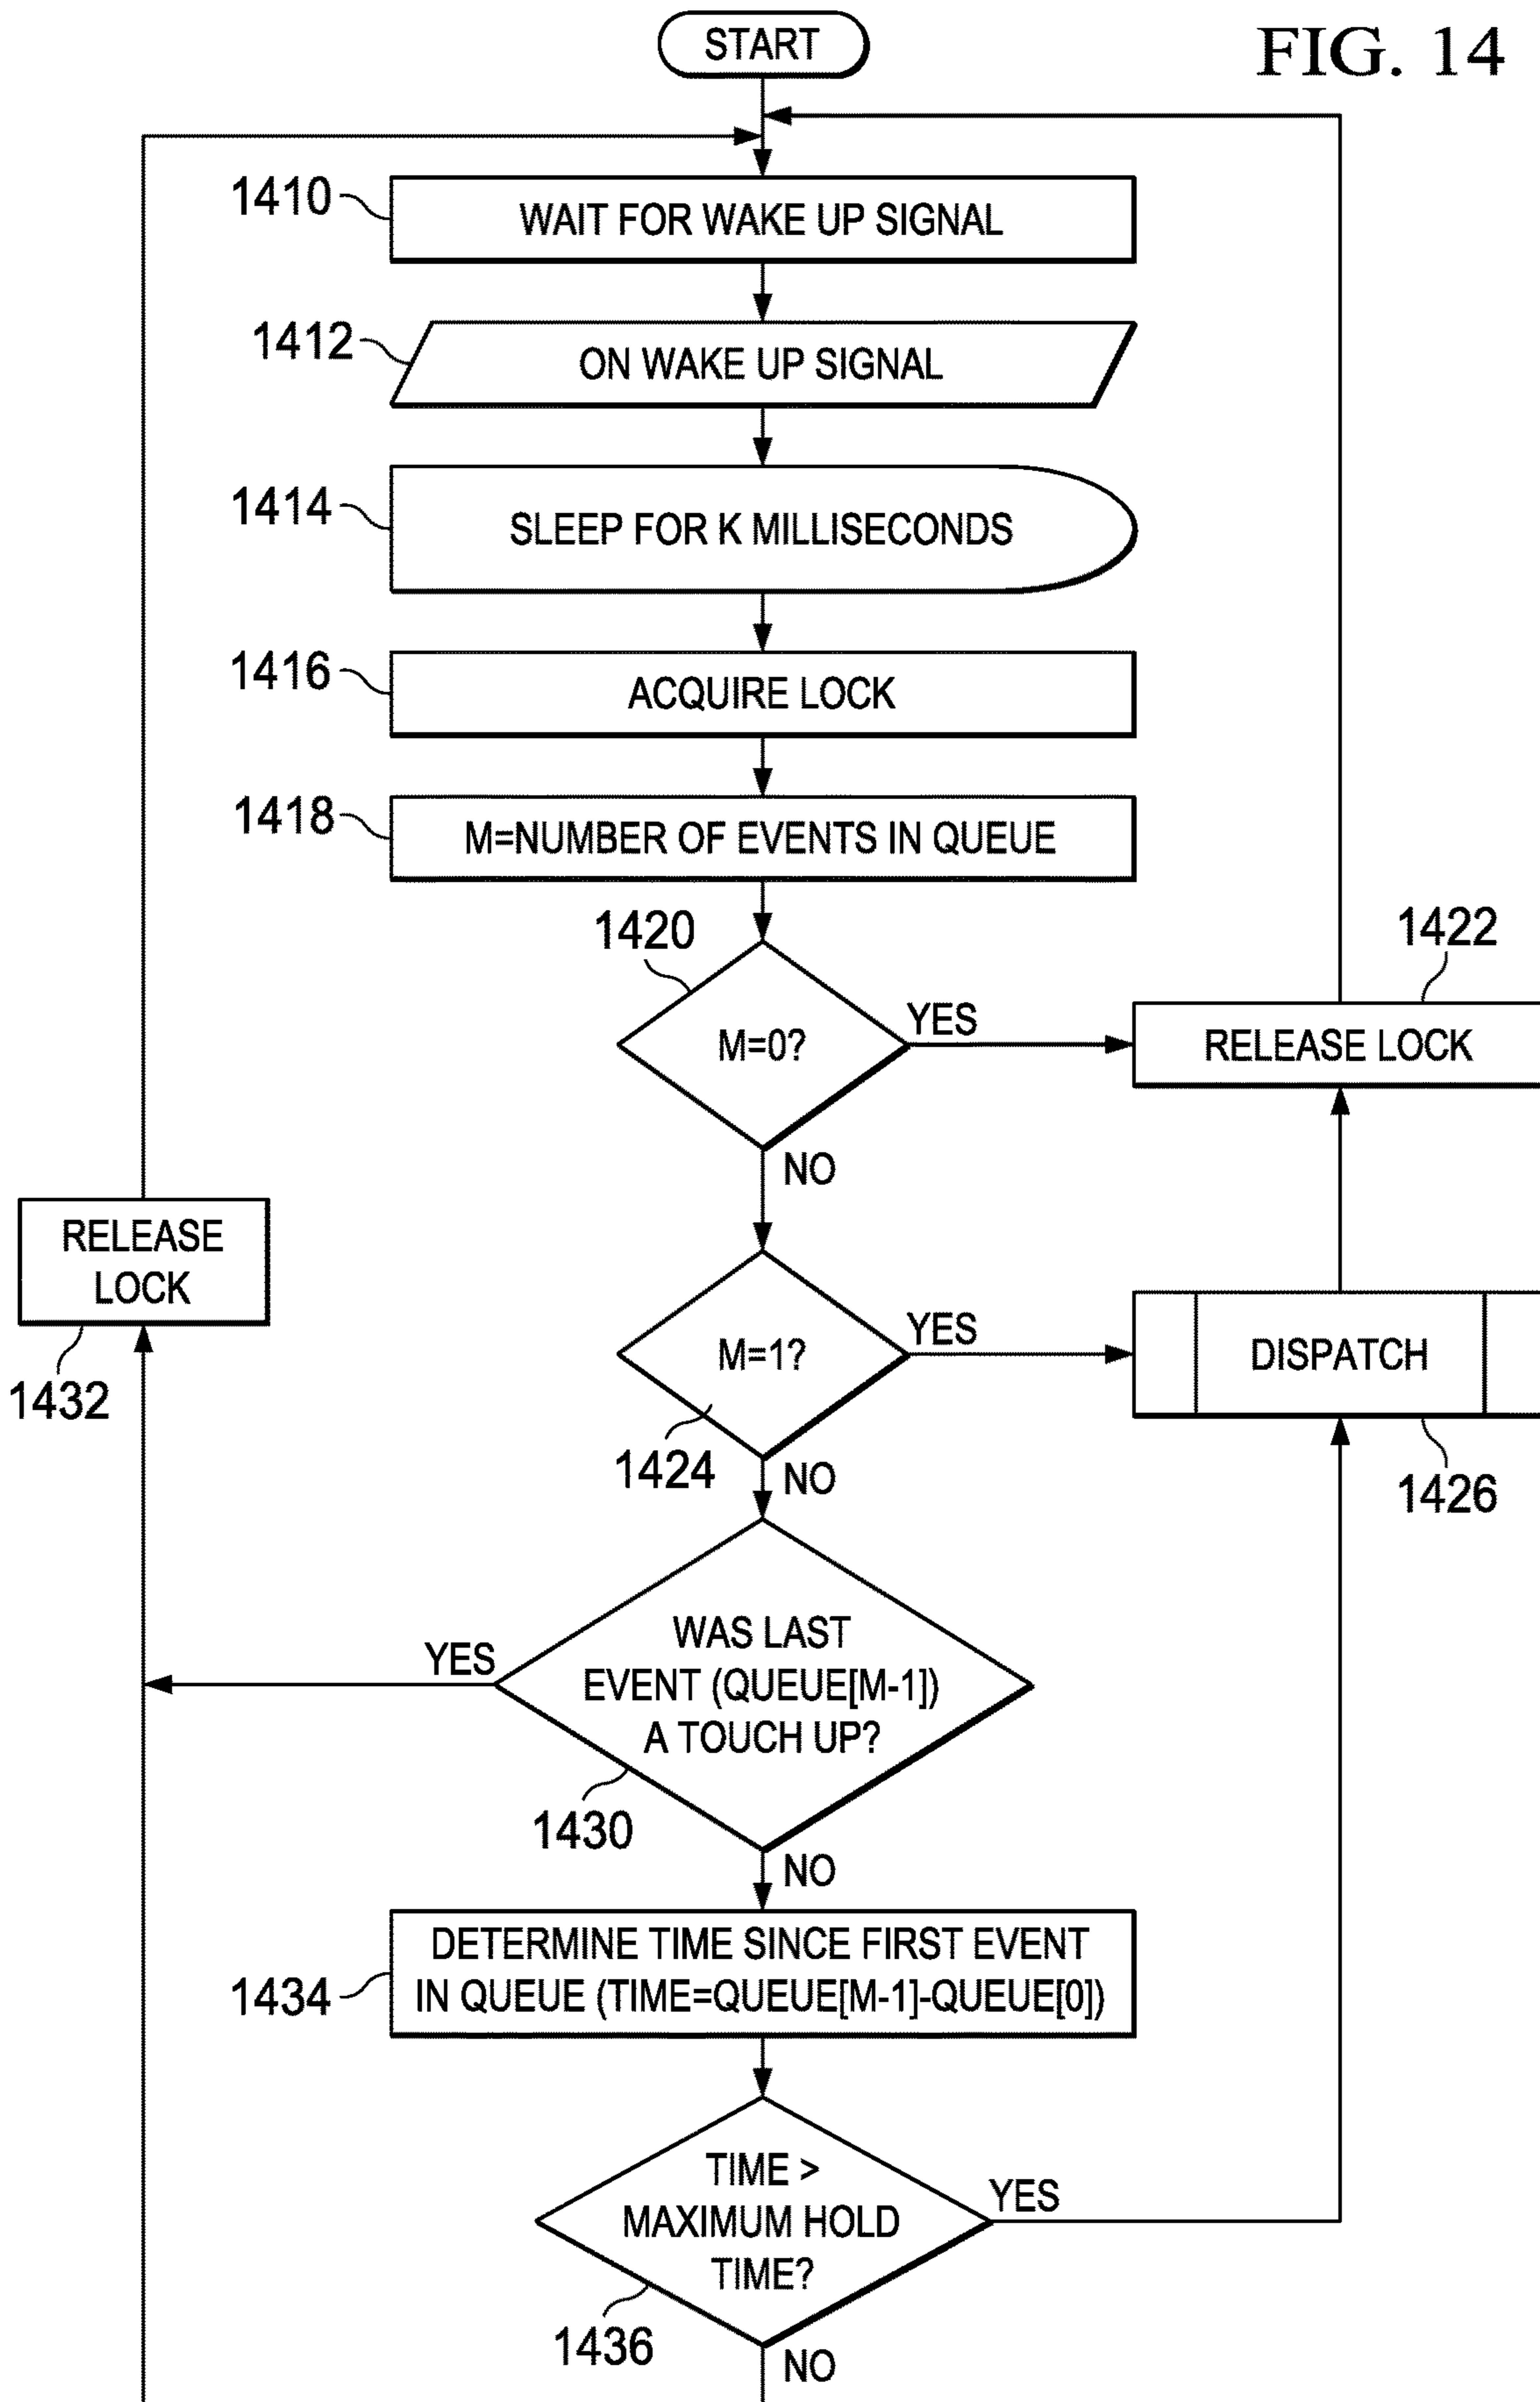 START
FIG. 14
1410
WAIT FOR WAKE UP SIGNAL
1412
ON WAKE UP SIGNAL
1414
SLEEP FOR K MILLISECONDS
1416
ACQUIRE LOCK
1418
M=NUMBER OF EVENTS IN QUEUE
1420
M=0?
YES
1422
RELEASE LOCK
NO
RELEASE
LOCK
1432
M=1?
YES
DISPATCH
1424
1426
NO
WAS LAST
EVENT (QUEUE[M-1])
A TOUCH UP?
YES
1430
NO
1434
DETERMINE TIME SINCE FIRST EVENT
IN QUEUE (TIME=QUEUE[M-1]-QUEUE[0])
TIME >
MAXIMUM HOLD
TIME?
YES
1436
NO